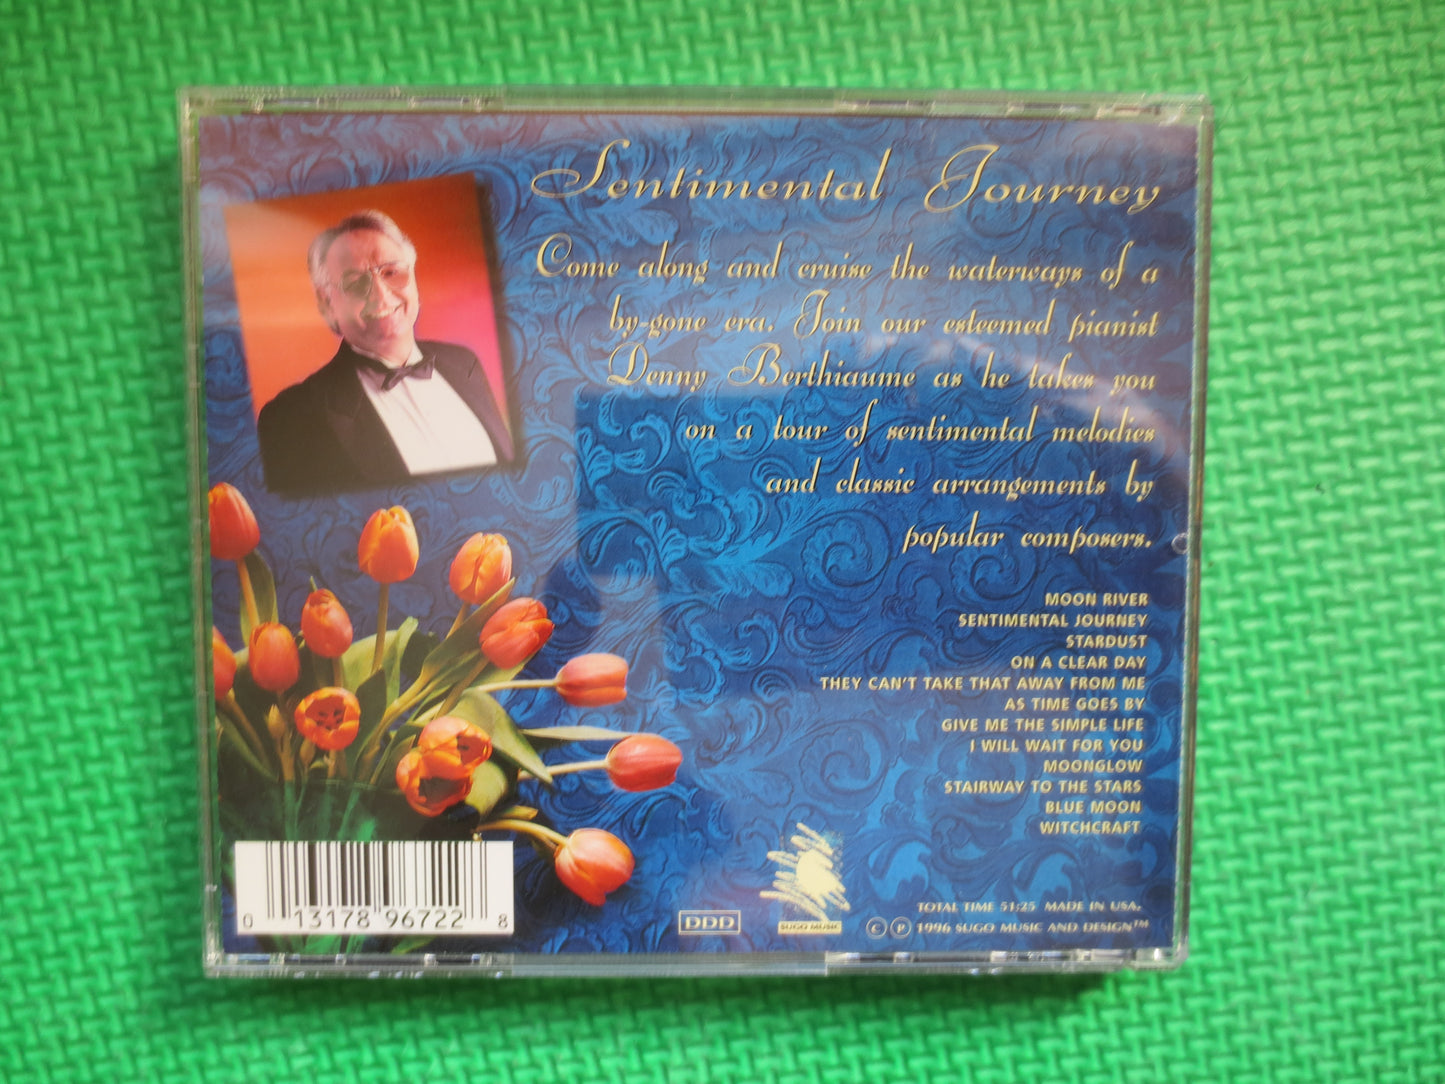 Sentimental Journey
Come along and cruise the waterways of a
by-gone era. Join our esteemed pianist
Denny Berthiaume as he takes you
on a tour of sentimental melodies
and classic arrangements by
popular composers.
MOON RIVER
SENTIMENTAL JOURNEY
STARDUST
ON A CLEAR DAY
THEY CAN'T TAKE THAT AWAY FROM ME
AS TIME GOES BY
GIVE ME THE SIMPLE LIFE
I WILL WAIT FOR YOU
MOONGLOW
STAIRWAY TO THE STARS
BLUE MOON
WITCHCRAFT
0 13178 96722 8
DDD
SUGO MUSIC
TOTAL TIME 51:25 MADE IN USA.
© ℗ 1996 SUGO MUSIC AND DESIGN™